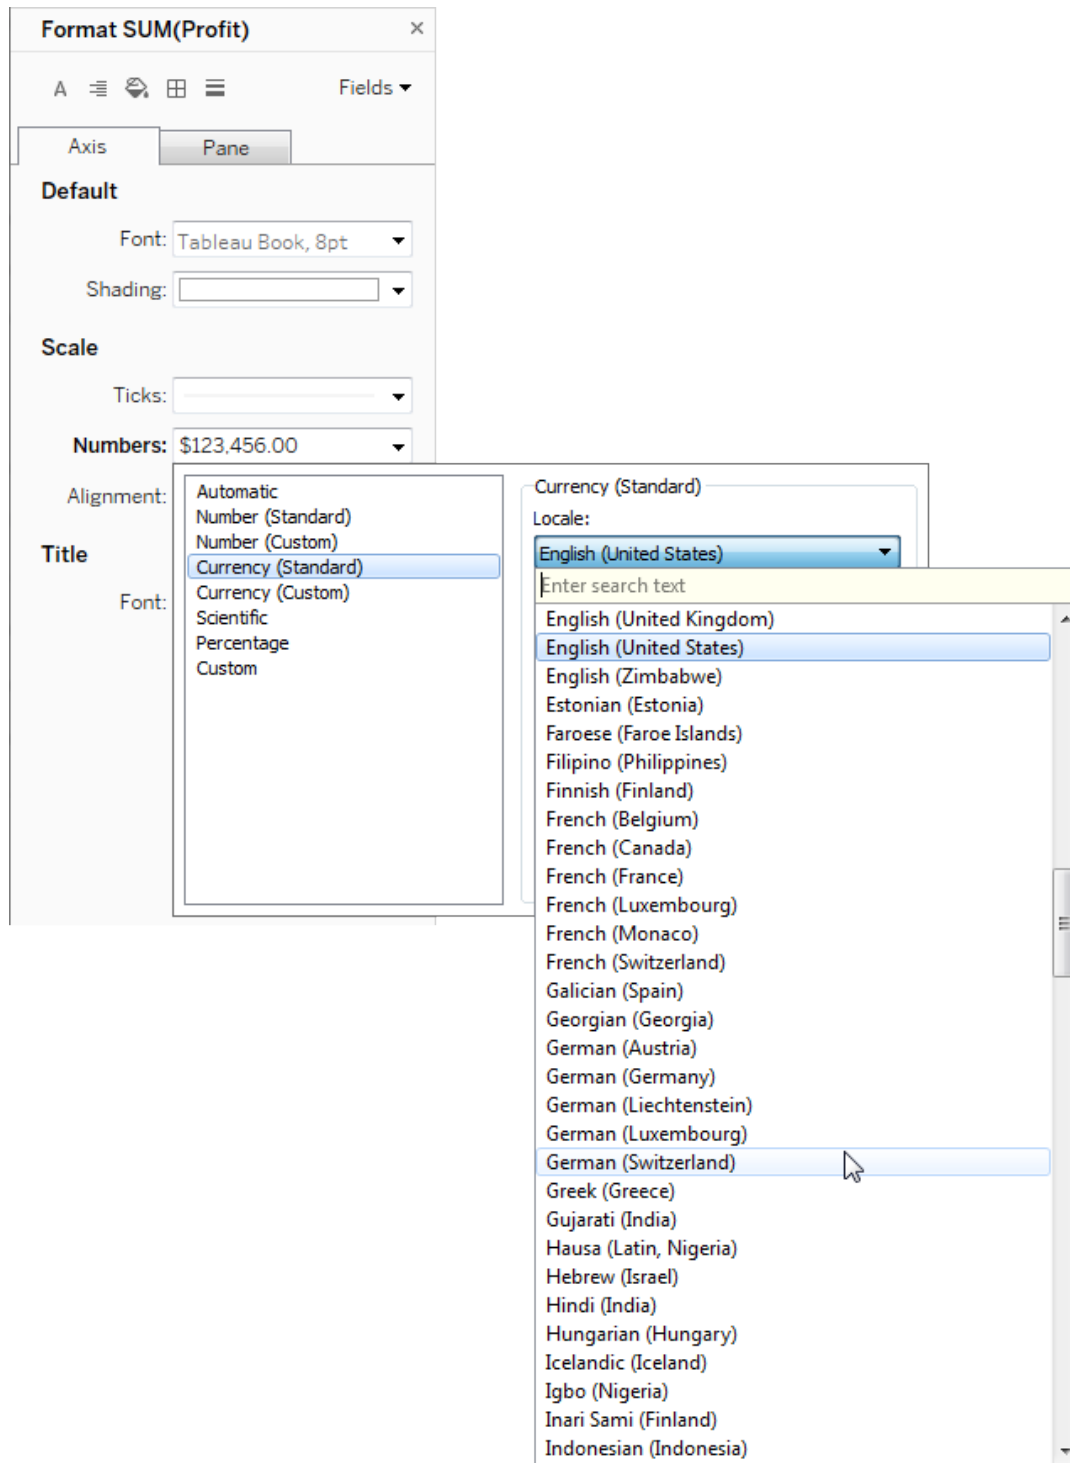 Format SUM(Profit)
A
Fields
Axis
Pane
Default
Font: Tableau Book, 8pt
Shading:
Scale
Ticks:
Numbers: $123,456.00
Alignment:
Title
Font:
Automatic
Number (Standard)
Number (Custom)
Currency (Standard)
Currency (Custom)
Scientific
Percentage
Custom
Currency (Standard)
Locale:
English (United States)
Enter search text
English (United Kingdom)
English (United States)
English (Zimbabwe)
Estonian (Estonia)
Faroese (Faroe Islands)
Filipino (Philippines)
Finnish (Finland)
French (Belgium)
French (Canada)
French (France)
French (Luxembourg)
French (Monaco)
French (Switzerland)
Galician (Spain)
Georgian (Georgia)
German (Austria)
German (Germany)
German (Liechtenstein)
German (Luxembourg)
German (Switzerland)
Greek (Greece)
Gujarati (India)
Hausa (Latin, Nigeria)
Hebrew (Israel)
Hindi (India)
Hungarian (Hungary)
Icelandic (Iceland)
Igbo (Nigeria)
Inari Sami (Finland)
Indonesian (Indonesia)